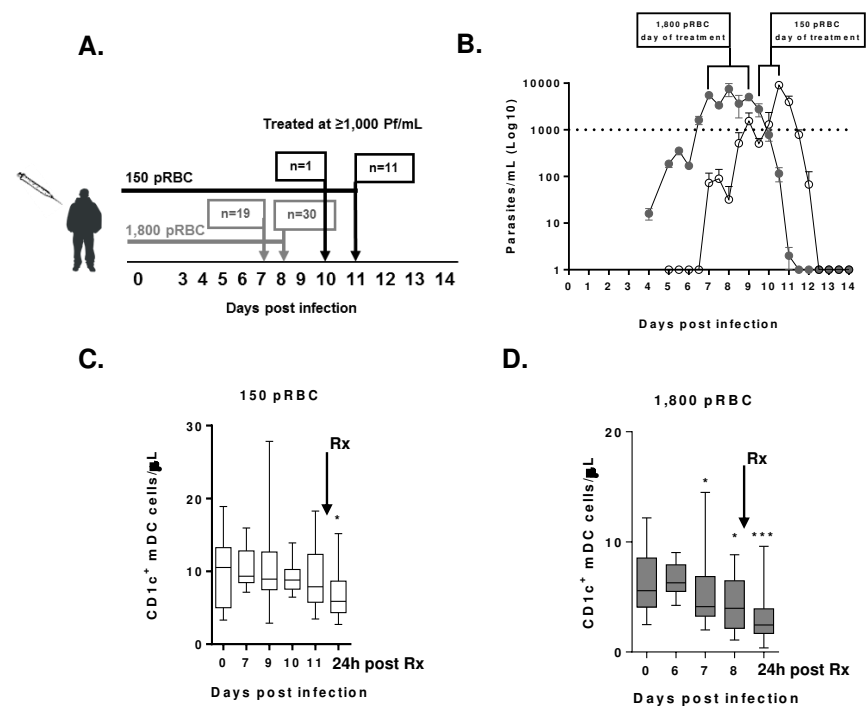 A.
Treated at ≥1,000 Pf/mL
n=1
n=11
150 pRBC
n=19
n=30
1,800 pRBC
0 3 4 5 6 7 8 9 10 11 12 13 14
Days post infection
B.
1,800 pRBC
day of treatment
150 pRBC
day of treatment
Parasites/mL (Log10)
10000
1000
100
10
1
0 1 2 3 4 5 6 7 8 9 10 11 12 13 14
Days post infection
C.
150 pRBC
CD1c+ mDC cells/µL
30
20
10
0
Rx
*
0 7 9 10 11 24h post Rx
Days post infection
D.
1,800 pRBC
CD1c+ mDC cells/µL
20
10
0
Rx
*
*
***
0 6 7 8 24h post Rx
Days post infection